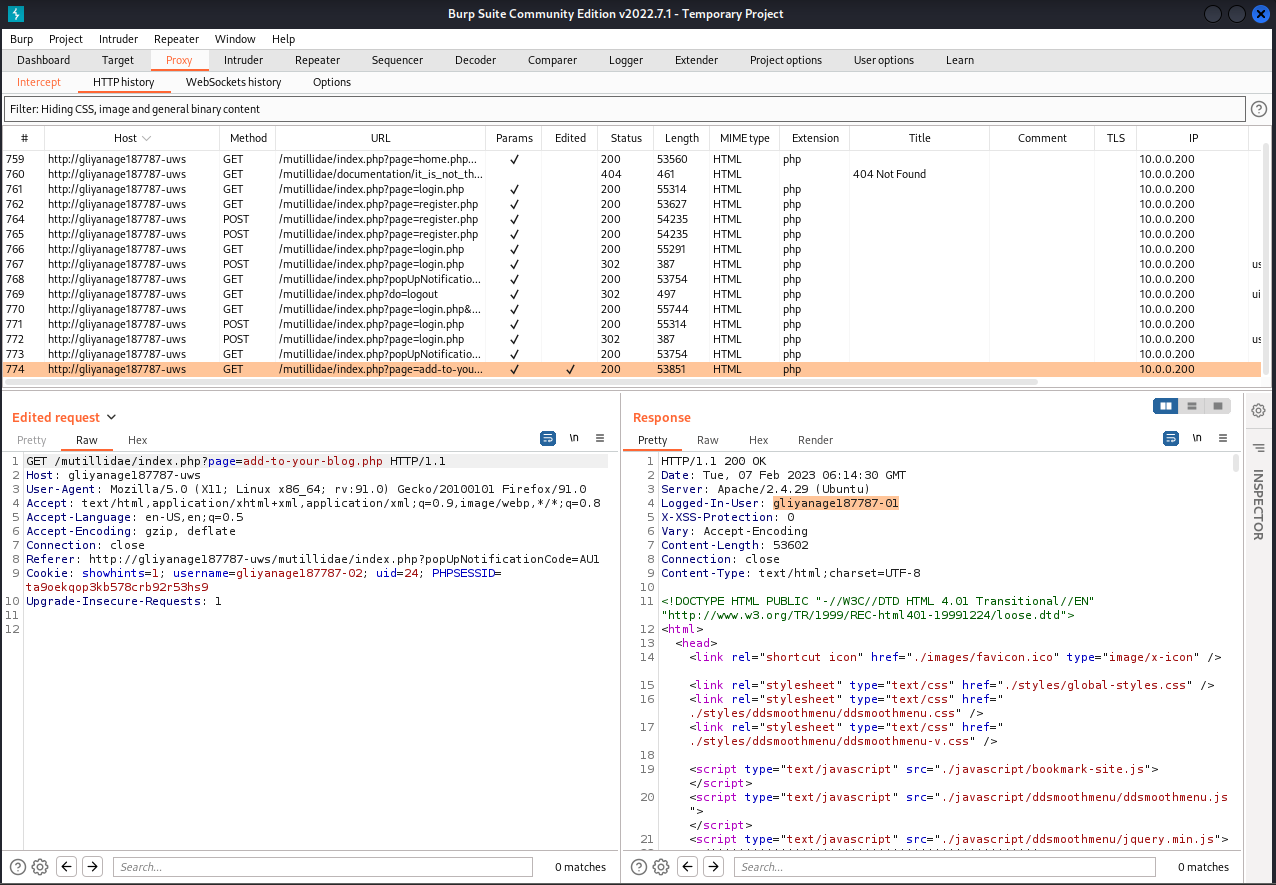 Burp Suite Community Edition v2022.7.1 - Temporary Project
Burp Project Intruder Repeater Window Help
Dashboard Target Proxy Intruder Repeater Sequencer Decoder Comparer Logger Extender Project options User options Learn
Intercept HTTP history WebSockets history Options
Filter: Hiding CSS, image and general binary content
# Host Method URL Params Edited Status Length MIME type Extension Title Comment TLS IP
759 http://gliyanage187787-uws GET /mutillidae/index.php?page=home.php... ✓ 200 53560 HTML php 10.0.0.200
760 http://gliyanage187787-uws GET /mutillidae/documentation/it_is_not_th... 404 461 HTML 404 Not Found 10.0.0.200
761 http://gliyanage187787-uws GET /mutillidae/index.php?page=login.php ✓ 200 55314 HTML php 10.0.0.200
762 http://gliyanage187787-uws GET /mutillidae/index.php?page=register.php ✓ 200 53627 HTML php 10.0.0.200
764 http://gliyanage187787-uws POST /mutillidae/index.php?page=register.php ✓ 200 54235 HTML php 10.0.0.200
765 http://gliyanage187787-uws POST /mutillidae/index.php?page=register.php ✓ 200 54235 HTML php 10.0.0.200
766 http://gliyanage187787-uws GET /mutillidae/index.php?page=login.php ✓ 200 55291 HTML php 10.0.0.200
767 http://gliyanage187787-uws POST /mutillidae/index.php?page=login.php ✓ 302 387 HTML php 10.0.0.200 us
768 http://gliyanage187787-uws GET /mutillidae/index.php?popUpNotificatio... ✓ 200 53754 HTML php 10.0.0.200
769 http://gliyanage187787-uws GET /mutillidae/index.php?do=logout ✓ 302 497 HTML php 10.0.0.200 ui
770 http://gliyanage187787-uws GET /mutillidae/index.php?page=login.php&... ✓ 200 55744 HTML php 10.0.0.200
771 http://gliyanage187787-uws POST /mutillidae/index.php?page=login.php ✓ 200 55314 HTML php 10.0.0.200
772 http://gliyanage187787-uws POST /mutillidae/index.php?page=login.php ✓ 302 387 HTML php 10.0.0.200 us
773 http://gliyanage187787-uws GET /mutillidae/index.php?popUpNotificatio... ✓ 200 53754 HTML php 10.0.0.200
774 http://gliyanage187787-uws GET /mutillidae/index.php?page=add-to-you... ✓ ✓ 200 53851 HTML php 10.0.0.200
Edited request
Pretty Raw Hex \n
1 GET /mutillidae/index.php?page=add-to-your-blog.php HTTP/1.1
2 Host: gliyanage187787-uws
3 User-Agent: Mozilla/5.0 (X11; Linux x86_64; rv:91.0) Gecko/20100101 Firefox/91.0
4 Accept: text/html,application/xhtml+xml,application/xml;q=0.9,image/webp,*/*;q=0.8
5 Accept-Language: en-US,en;q=0.5
6 Accept-Encoding: gzip, deflate
7 Connection: close
8 Referer: http://gliyanage187787-uws/mutillidae/index.php?popUpNotificationCode=AU1
9 Cookie: showhints=1; username=gliyanage187787-02; uid=24; PHPSESSID=
ta9oekqop3kb578crb92r53hs9
10 Upgrade-Insecure-Requests: 1
11
12
Search... 0 matches
Response
Pretty Raw Hex Render \n
1 HTTP/1.1 200 OK
2 Date: Tue, 07 Feb 2023 06:14:30 GMT
3 Server: Apache/2.4.29 (Ubuntu)
4 Logged-In-User: gliyanage187787-01
5 X-XSS-Protection: 0
6 Vary: Accept-Encoding
7 Content-Length: 53602
8 Connection: close
9 Content-Type: text/html;charset=UTF-8
10
11 <!DOCTYPE HTML PUBLIC "-//W3C//DTD HTML 4.01 Transitional//EN"
"http://www.w3.org/TR/1999/REC-html401-19991224/loose.dtd">
12 <html>
13 <head>
14 <link rel="shortcut icon" href="./images/favicon.ico" type="image/x-icon" />
15 <link rel="stylesheet" type="text/css" href="./styles/global-styles.css" />
16 <link rel="stylesheet" type="text/css" href="
./styles/ddsmoothmenu/ddsmoothmenu.css" />
17 <link rel="stylesheet" type="text/css" href="
./styles/ddsmoothmenu/ddsmoothmenu-v.css" />
18
19 <script type="text/javascript" src="./javascript/bookmark-site.js">
</script>
20 <script type="text/javascript" src="./javascript/ddsmoothmenu/ddsmoothmenu.js
">
</script>
21 <script type="text/javascript" src="./javascript/ddsmoothmenu/jquery.min.js">
Search... 0 matches
INSPECTOR